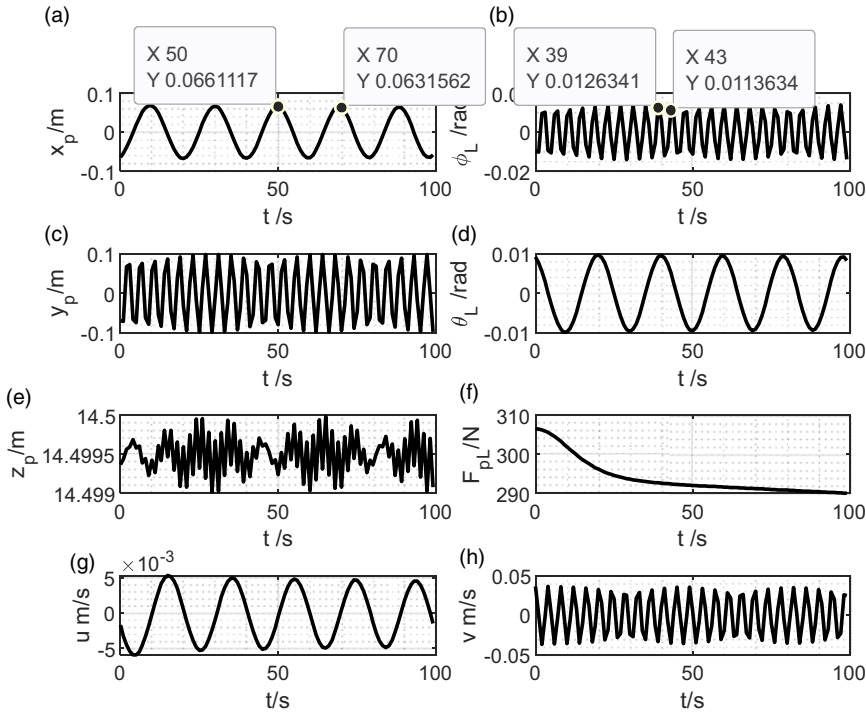 (a)
X 50
Y 0.0661117
X 70
Y 0.0631562
0.1
0
-0.1
x_p/m
0 50 100
t /s
(b)
X 39
Y 0.0126341
X 43
Y 0.0113634
0
-0.02
ϕ_L /rad
0 50 100
t /s
(c)
0.1
0
-0.1
y_p/m
0 50 100
t /s
(d)
0.01
0
-0.01
θ_L /rad
0 50 100
t /s
(e)
14.5
14.4995
14.499
z_p/m
0 50 100
t /s
(f)
310
300
290
F_pL/N
0 50 100
t /s
(g)
×10^-3
5
0
-5
u m/s
0 50 100
t/s
(h)
0.05
0
-0.05
v m/s
0 50 100
t/s